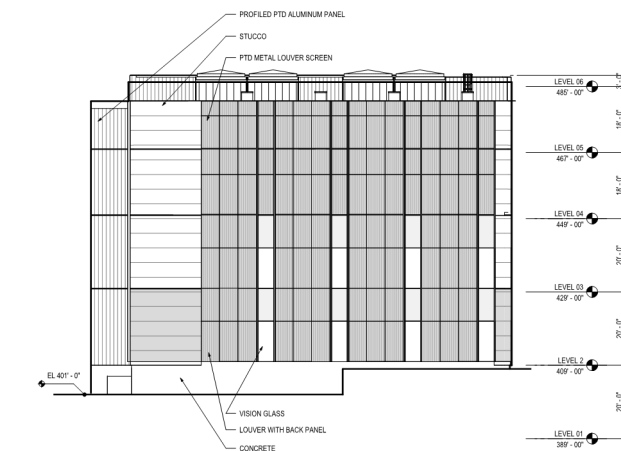 PROFILED PTD ALUMINUM PANEL
STUCCO
PTD METAL LOUVER SCREEN
LEVEL 06
485' - 00"
18' - 0"
LEVEL 05
467' - 00"
18' - 0"
LEVEL 04
449' - 00"
20' - 0"
LEVEL 03
429' - 00"
20' - 0"
LEVEL 2
409' - 00"
20' - 0"
LEVEL 01
389' - 00"
EL 401' - 0"
VISION GLASS
LOUVER WITH BACK PANEL
CONCRETE